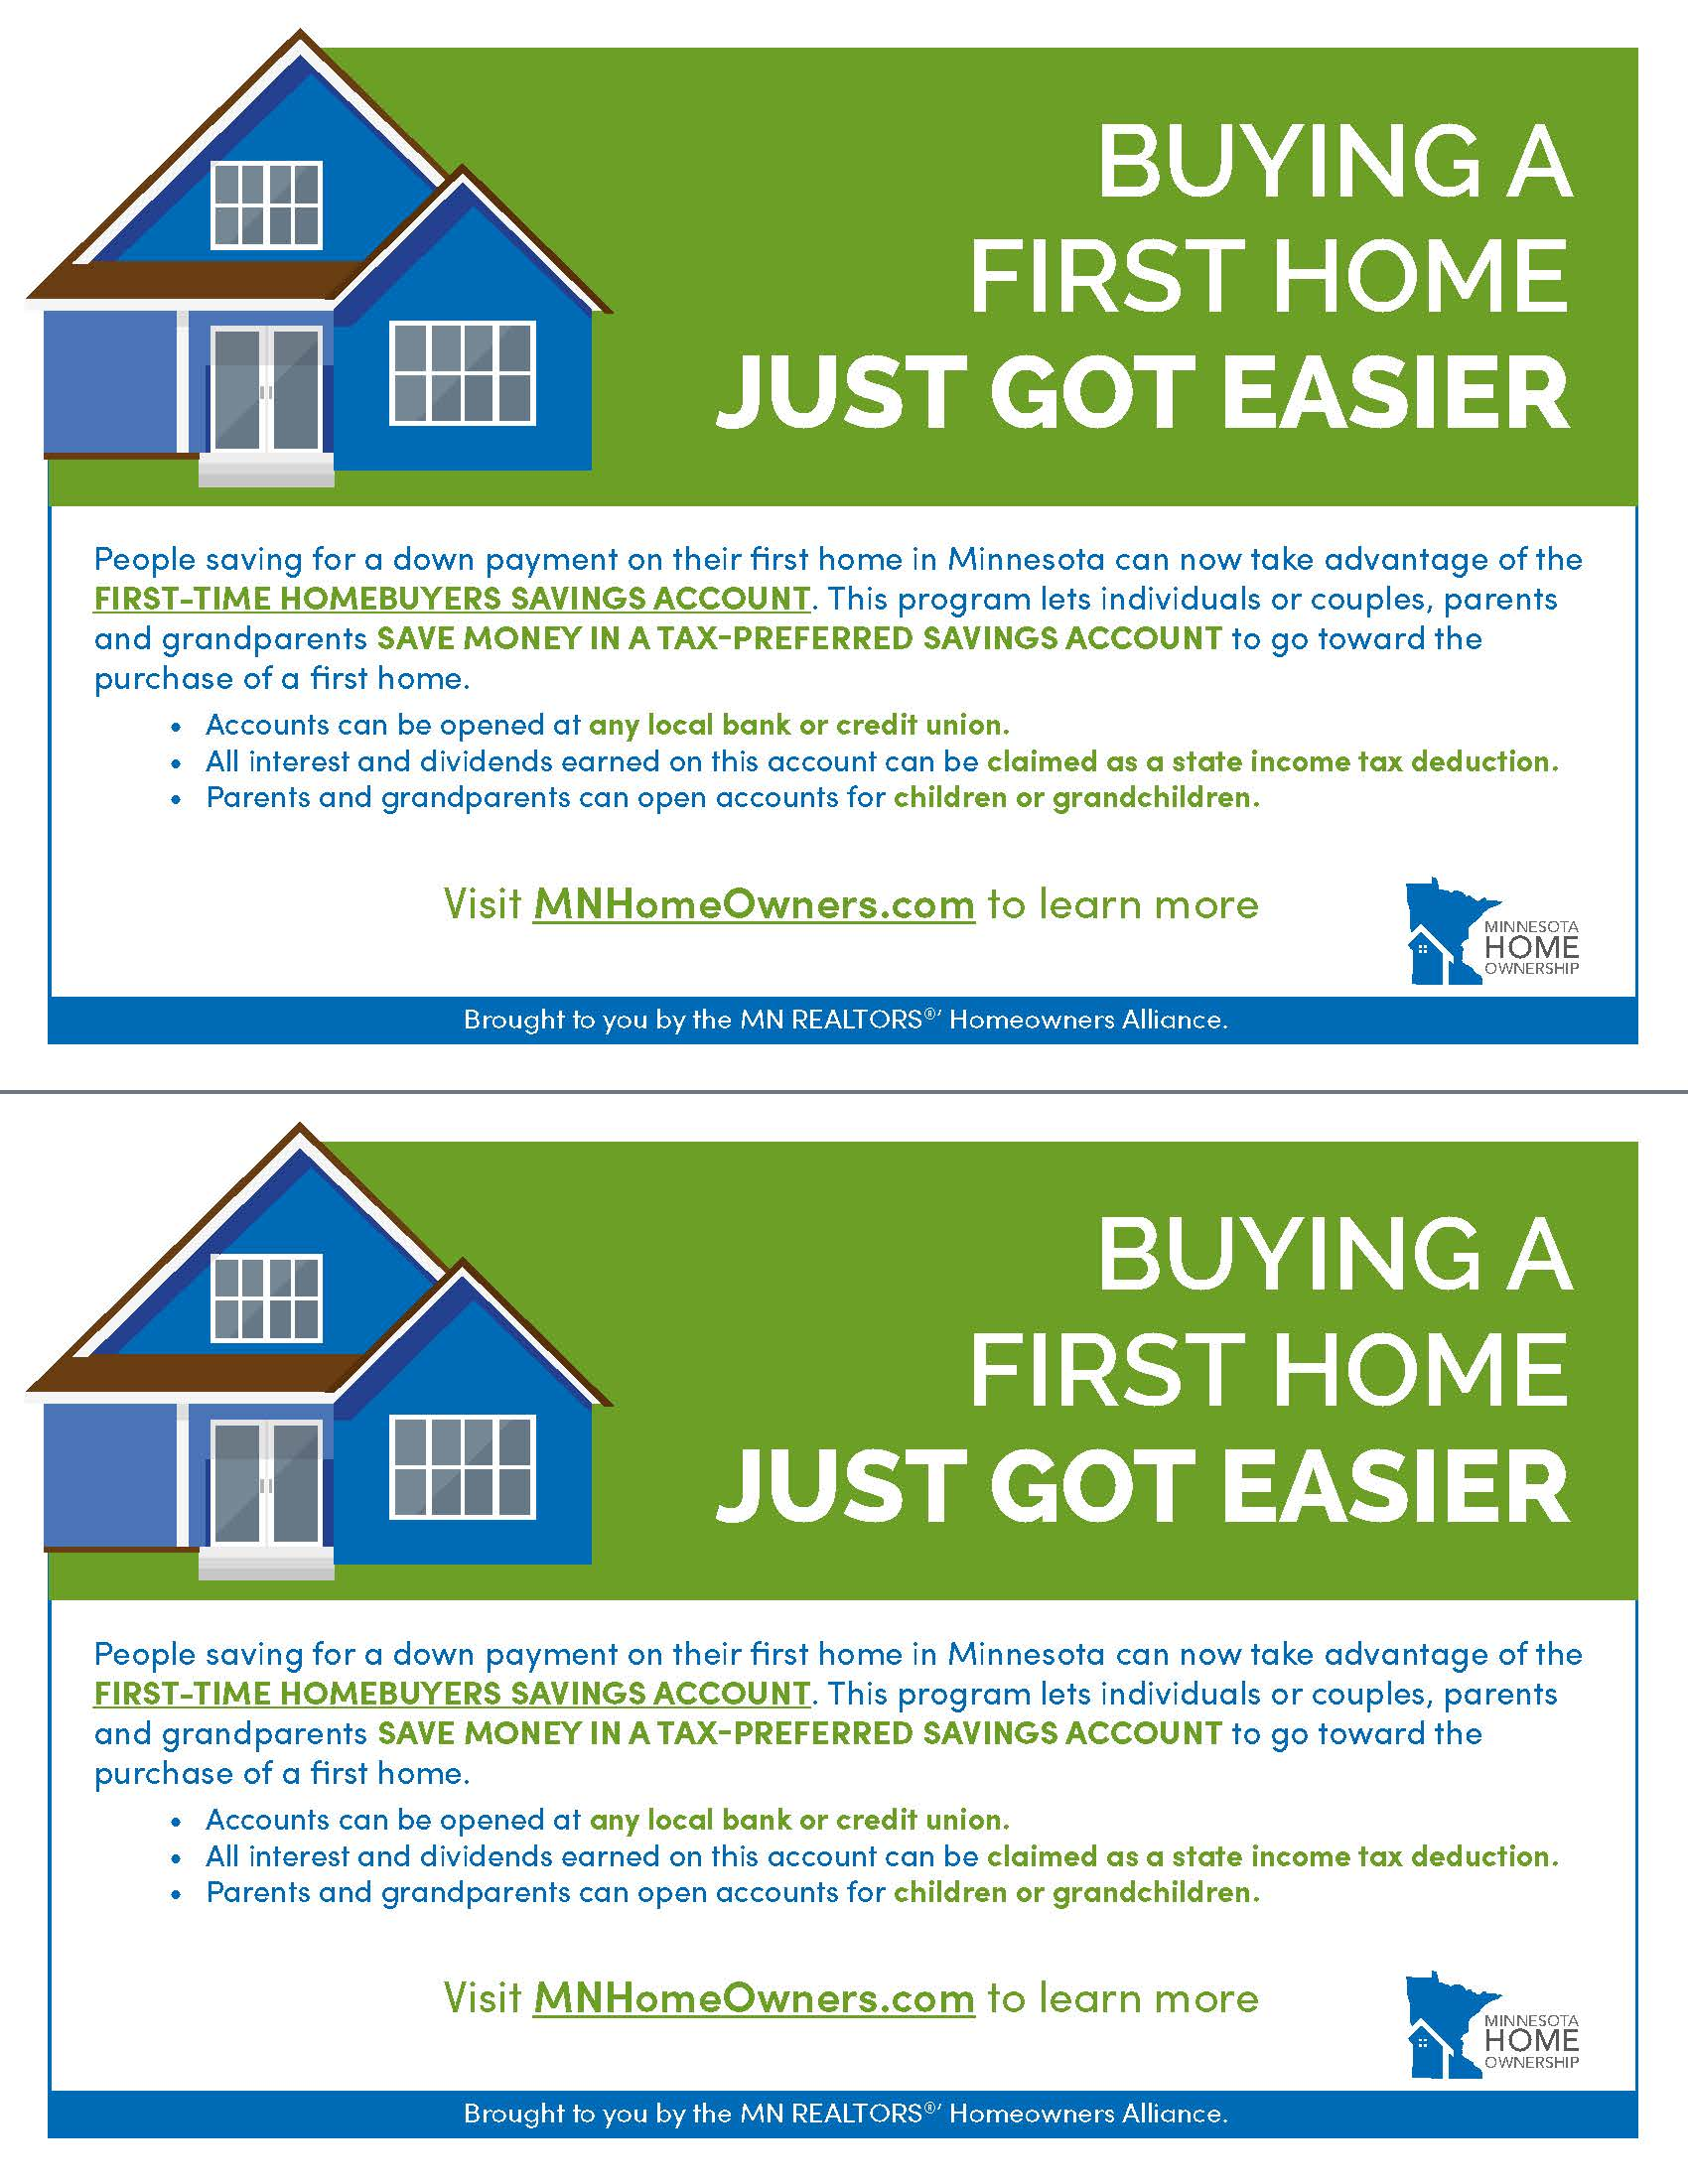 BUYING A
FIRST HOME
JUST GOT EASIER
People saving for a down payment on their first home in Minnesota can now take advantage of the
FIRST-TIME HOMEBUYERS SAVINGS ACCOUNT. This program lets individuals or couples, parents
and grandparents SAVE MONEY IN A TAX-PREFERRED SAVINGS ACCOUNT to go toward the
purchase of a first home.
• Accounts can be opened at any local bank or credit union.
• All interest and dividends earned on this account can be claimed as a state income tax deduction.
• Parents and grandparents can open accounts for children or grandchildren.
Visit MNHomeOwners.com to learn more
MINNESOTA
HOME
OWNERSHIP
Brought to you by the MN REALTORS®’ Homeowners Alliance.
BUYING A
FIRST HOME
JUST GOT EASIER
People saving for a down payment on their first home in Minnesota can now take advantage of the
FIRST-TIME HOMEBUYERS SAVINGS ACCOUNT. This program lets individuals or couples, parents
and grandparents SAVE MONEY IN A TAX-PREFERRED SAVINGS ACCOUNT to go toward the
purchase of a first home.
• Accounts can be opened at any local bank or credit union.
• All interest and dividends earned on this account can be claimed as a state income tax deduction.
• Parents and grandparents can open accounts for children or grandchildren.
Visit MNHomeOwners.com to learn more
MINNESOTA
HOME
OWNERSHIP
Brought to you by the MN REALTORS®’ Homeowners Alliance.